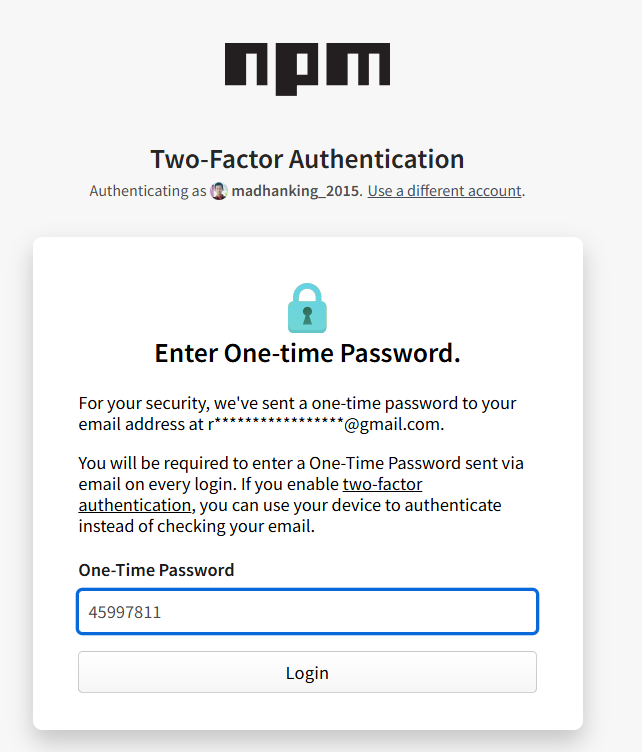 npm
Two-Factor Authentication
Authenticating as madhanking_2015. Use a different account.
Enter One-time Password.
For your security, we've sent a one-time password to your
email address at r*****************@gmail.com.
You will be required to enter a One-Time Password sent via
email on every login. If you enable two-factor
authentication, you can use your device to authenticate
instead of checking your email.
One-Time Password
45997811
Login